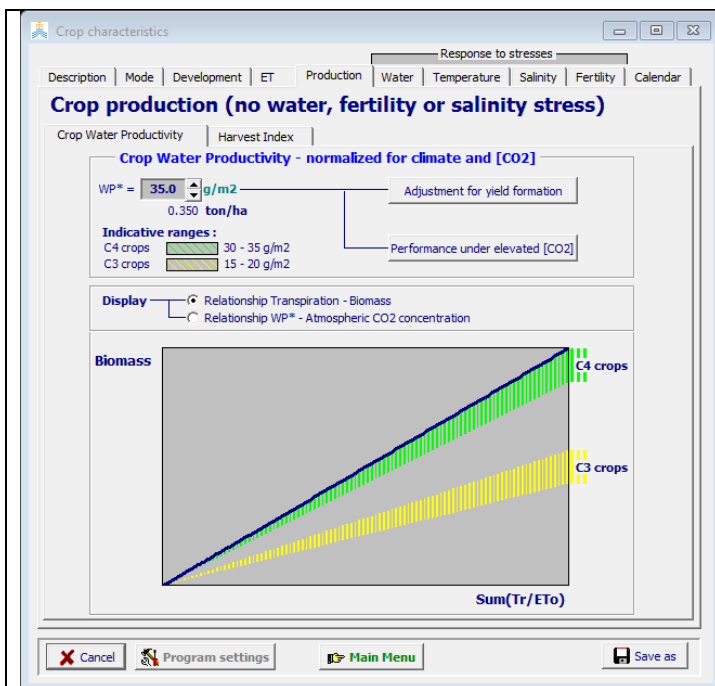 Crop characteristics
Response to stresses
Description Mode Development ET Production Water Temperature Salinity Fertility Calendar
Crop production (no water, fertility or salinity stress)
Crop Water Productivity Harvest Index
Crop Water Productivity - normalized for climate and [CO2]
WP* = 35.0 g/m2 Adjustment for yield formation
0.350 ton/ha
Indicative ranges :
C4 crops 30 - 35 g/m2 Performance under elevated [CO2]
C3 crops 15 - 20 g/m2
Display Relationship Transpiration - Biomass
Relationship WP* - Atmospheric CO2 concentration
Biomass C4 crops
C3 crops
Sum(Tr/ETo)
Cancel Program settings Main Menu Save as